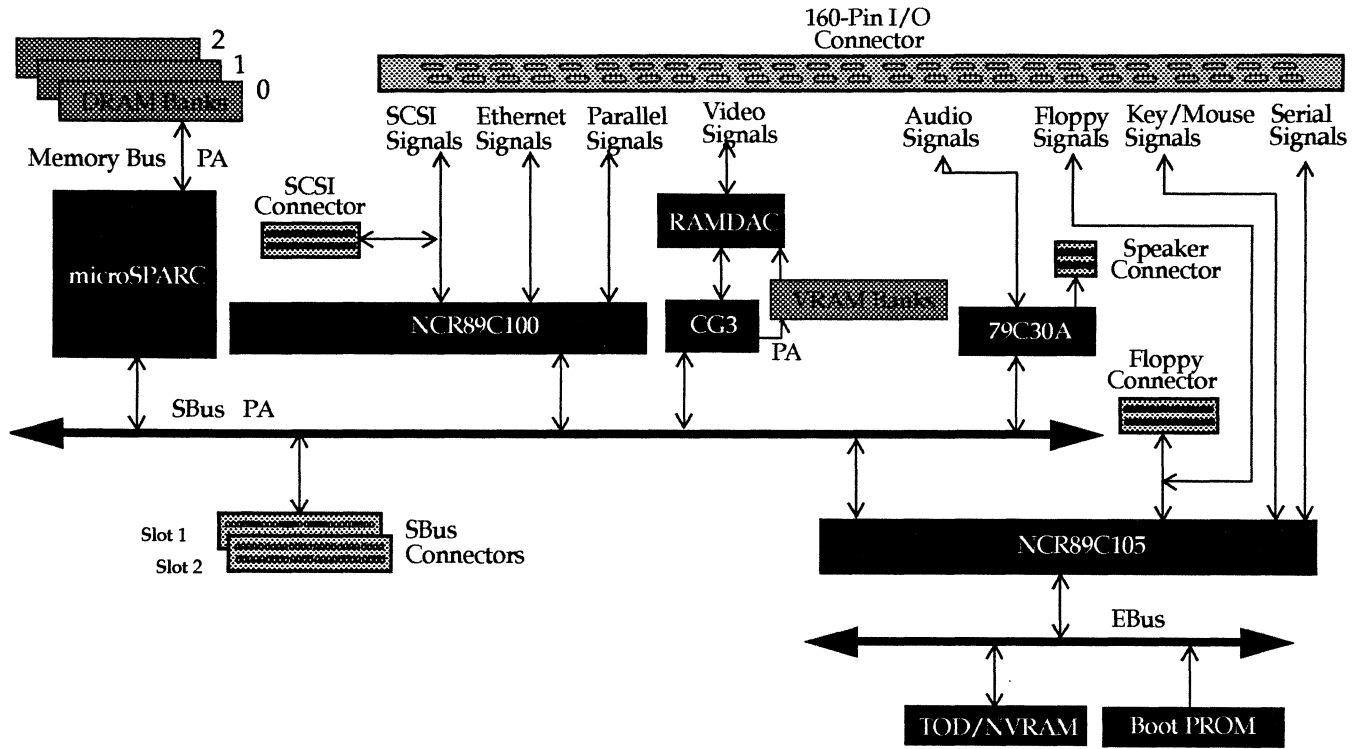 160-Pin I/O
Connector
2
1
0
DRAM Banks
SCSI
Signals
Ethernet
Signals
Parallel
Signals
Video
Signals
Audio
Signals
Floppy
Signals
Key/Mouse
Signals
Serial
Signals
Memory Bus PA
SCSI
Connector
RAMDAC
microSPARC
Speaker
Connector
VRAM Banks
NCR89C100
CG3
PA
79C30A
Floppy
Connector
SBus PA
Slot 1
Slot 2
SBus
Connectors
NCR89C105
EBus
TOD/NVRAM
Boot PROM